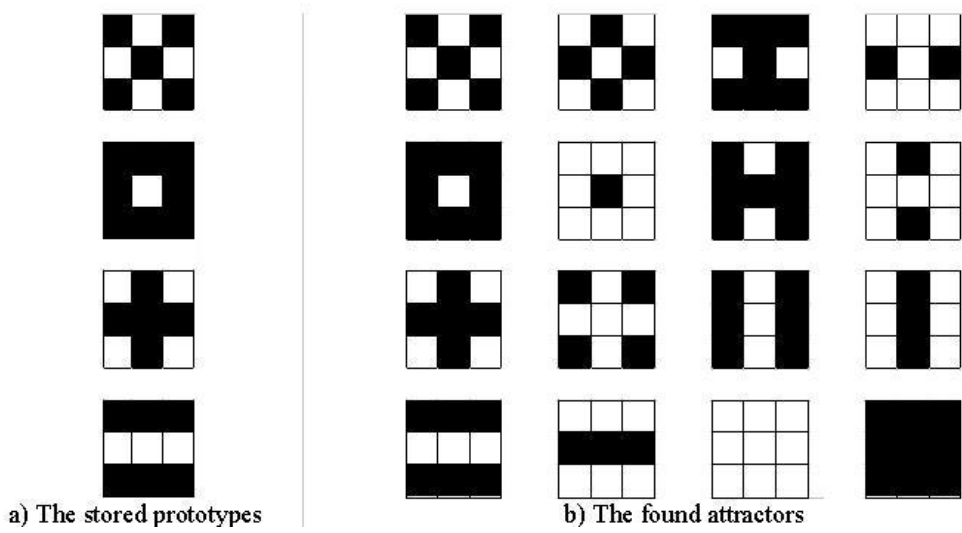 a) The stored prototypes
b) The found attractors